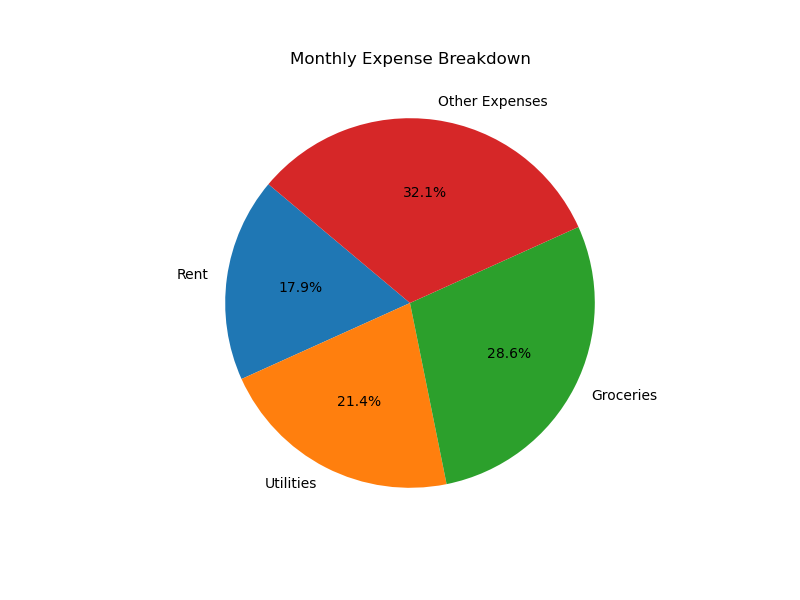 Monthly Expense Breakdown
Other Expenses
32.1%
Rent
17.9%
28.6%
Groceries
21.4%
Utilities